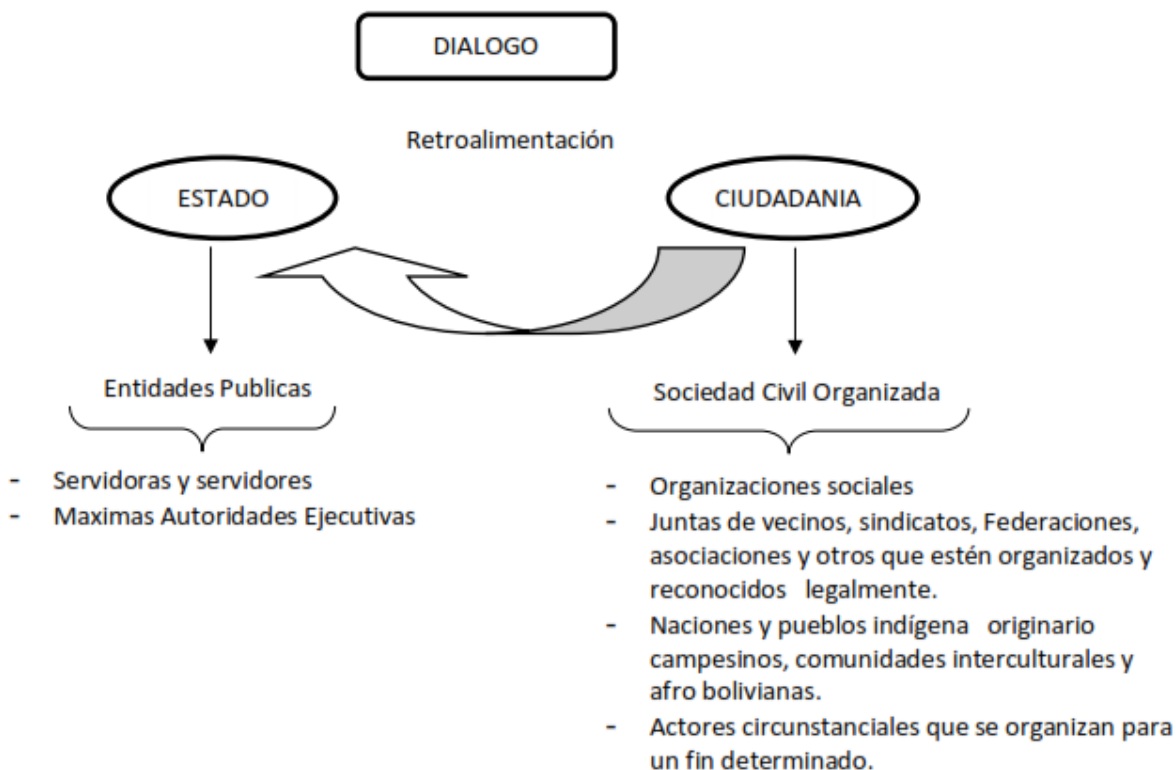 DIALOGO
Retroalimentación
ESTADO
CIUDADANIA
Entidades Publicas
- Servidoras y servidores
- Maximas Autoridades Ejecutivas
Sociedad Civil Organizada
- Organizaciones sociales
- Juntas de vecinos, sindicatos, Federaciones,
asociaciones y otros que estén organizados y
reconocidos legalmente.
- Naciones y pueblos indígena originario
campesinos, comunidades interculturales y
afro bolivianas.
- Actores circunstanciales que se organizan para
un fin determinado.